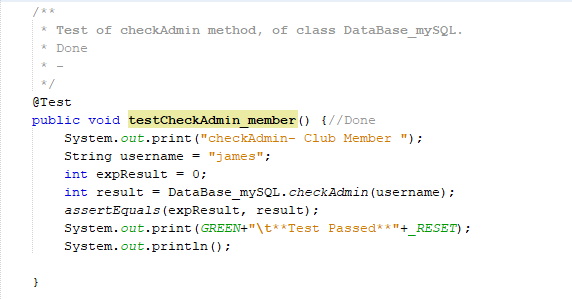 /**
 * Test of checkAdmin method, of class DataBase_mySQL.
 * Done
 * -
 */
@Test
public void testCheckAdmin_member() {//Done
    System.out.print("checkAdmin- Club Member ");
    String username = "james";
    int expResult = 0;
    int result = DataBase_mySQL.checkAdmin(username);
    assertEquals(expResult, result);
    System.out.print(GREEN+"\t**Test Passed**"+_RESET);
    System.out.println();
}